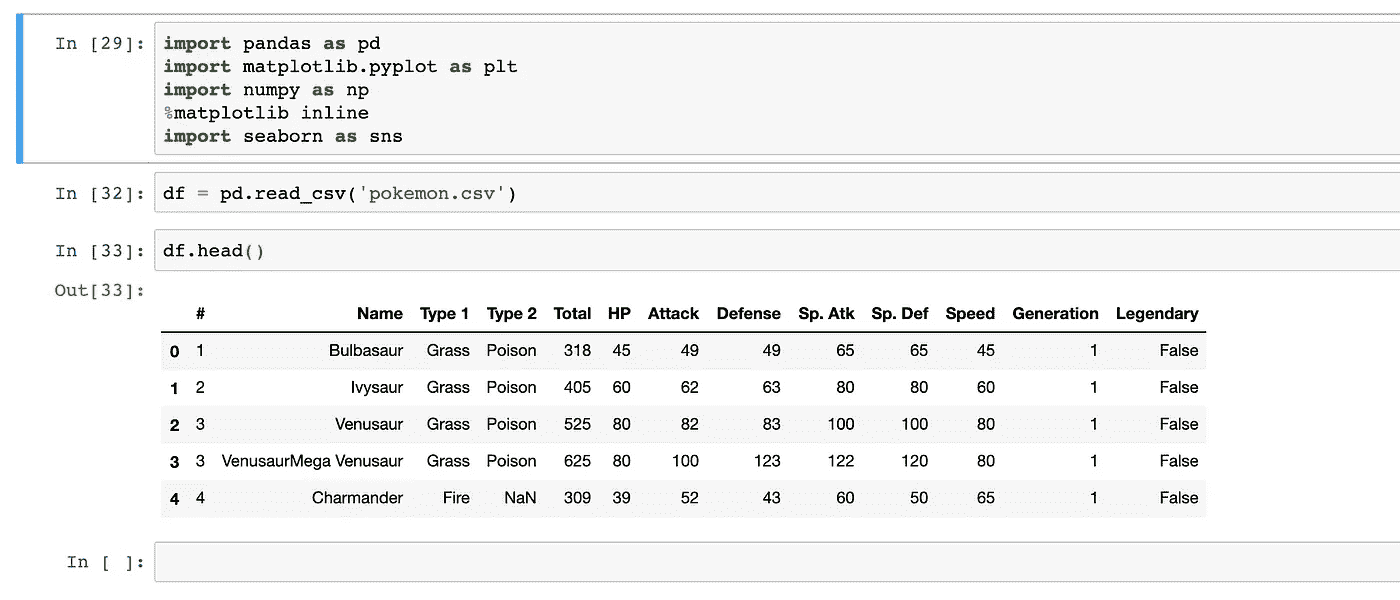 In [29]: import pandas as pd
import matplotlib.pyplot as plt
import numpy as np
%matplotlib inline
import seaborn as sns
In [32]: df = pd.read_csv('pokemon.csv')
In [33]: df.head()
Out[33]:
# Name Type 1 Type 2 Total HP Attack Defense Sp. Atk Sp. Def Speed Generation Legendary
0 1 Bulbasaur Grass Poison 318 45 49 49 65 65 45 1 False
1 2 Ivysaur Grass Poison 405 60 62 63 80 80 60 1 False
2 3 Venusaur Grass Poison 525 80 82 83 100 100 80 1 False
3 3 VenusaurMega Venusaur Grass Poison 625 80 100 123 122 120 80 1 False
4 4 Charmander Fire NaN 309 39 52 43 60 50 65 1 False
In [ ]: